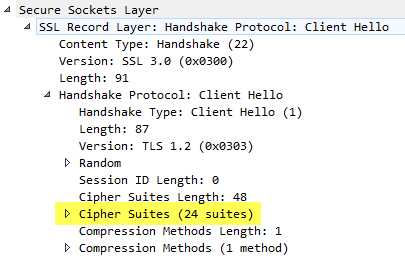 Secure Sockets Layer
SSL Record Layer: Handshake Protocol: Client Hello
Content Type: Handshake (22)
Version: SSL 3.0 (0x0300)
Length: 91
Handshake Protocol: Client Hello
Handshake Type: Client Hello (1)
Length: 87
Version: TLS 1.2 (0x0303)
Random
Session ID Length: 0
Cipher Suites Length: 48
Cipher Suites (24 suites)
Compression Methods Length: 1
Compression Methods (1 method)